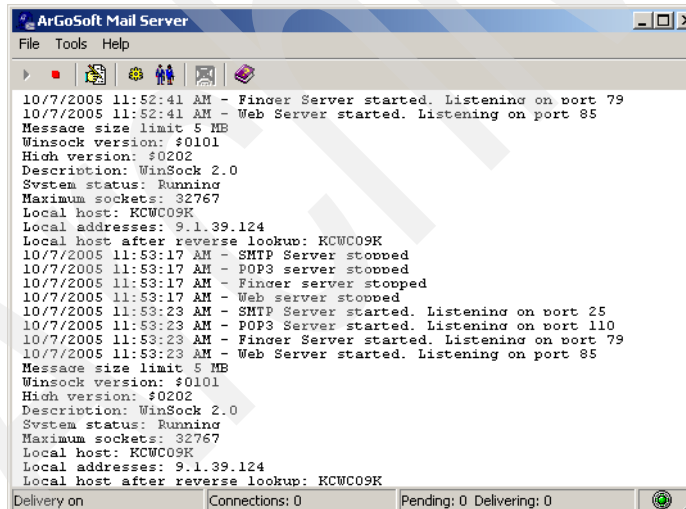 ArGoSoft Mail Server
File Tools Help
10/7/2005 11:52:41 AM - Finger Server started. Listening on port 79
10/7/2005 11:52:41 AM - Web Server started. Listening on port 85
Message size limit 5 MB
Winsock version: $0101
High version: $0202
Description: WinSock 2.0
System status: Running
Maximum sockets: 32767
Local host: KCWC09K
Local addresses: 9.1.39.124
Local host after reverse lookup: KCWC09K
10/7/2005 11:53:17 AM - SMTP Server stopped
10/7/2005 11:53:17 AM - POP3 server stopped
10/7/2005 11:53:17 AM - Finger server stopped
10/7/2005 11:53:17 AM - Web server stopped
10/7/2005 11:53:23 AM - SMTP Server started. Listening on port 25
10/7/2005 11:53:23 AM - POP3 Server started. Listening on port 110
10/7/2005 11:53:23 AM - Finger Server started. Listening on port 79
10/7/2005 11:53:23 AM - Web Server started. Listening on port 85
Message size limit 5 MB
Winsock version: $0101
High version: $0202
Description: WinSock 2.0
System status: Running
Maximum sockets: 32767
Local host: KCWC09K
Local addresses: 9.1.39.124
Local host after reverse lookup: KCWC09K
Delivery on Connections: 0 Pending: 0 Delivering: 0